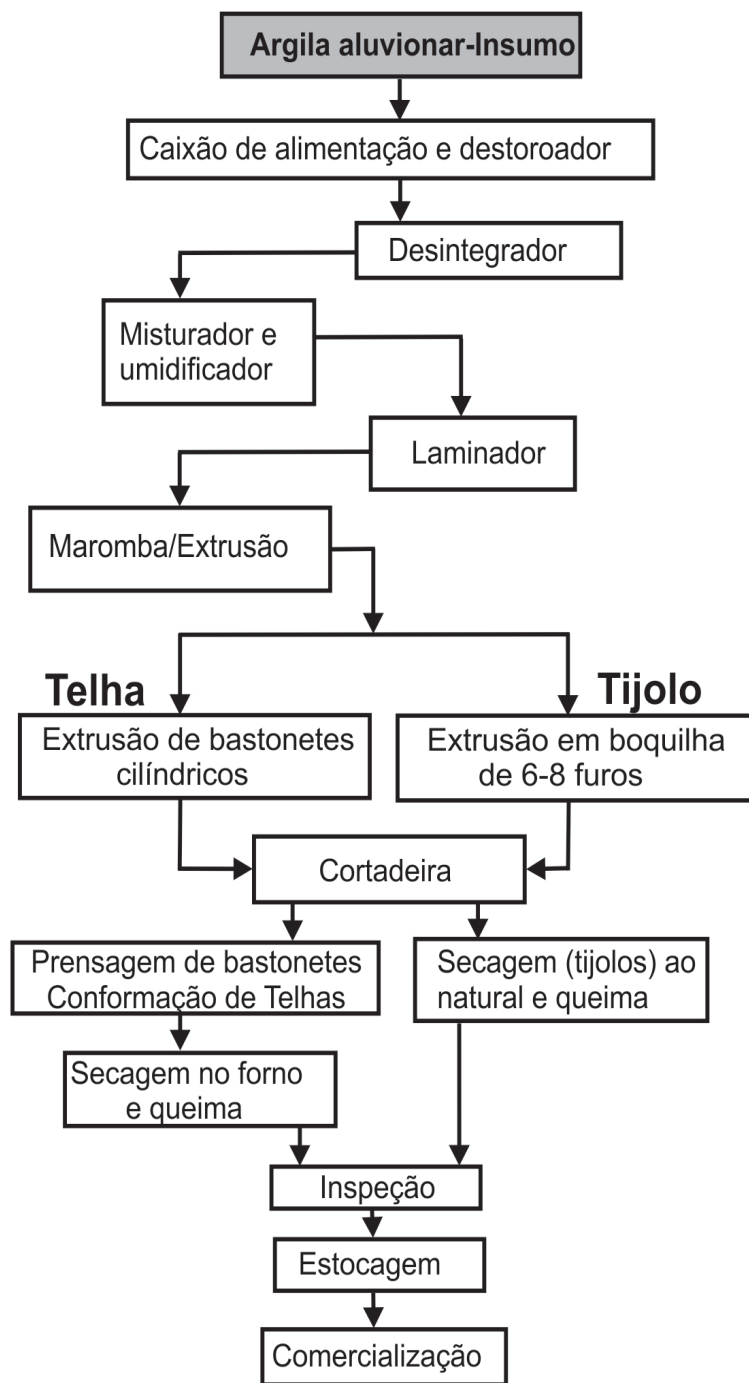 Argila aluvionar-Insumo
Caixão de alimentação e destoroador
Desintegrador
Misturador e
umidificador
Laminador
Maromba/Extrusão
Telha
Tijolo
Extrusão de bastonetes
cilíndricos
Extrusão em boquilha
de 6-8 furos
Cortadeira
Prensagem de bastonetes
Conformação de Telhas
Secagem (tijolos) ao
natural e queima
Secagem no forno
e queima
Inspeção
Estocagem
Comercialização